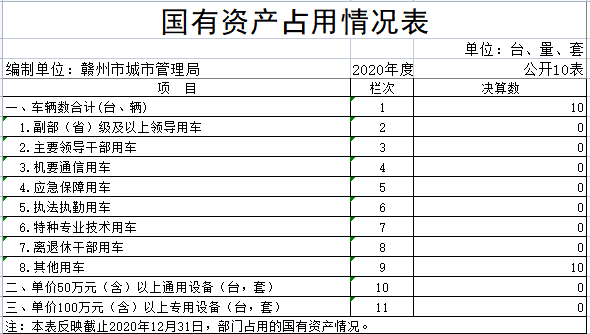 国有资产占用情况表
单位：台、量、套
编制单位：赣州市城市管理局 2020年度 公开10表
项　目 栏次 决算数
一、车辆数合计(台、辆) 1 10
1.副部（省）级及以上领导用车 2 0
2.主要领导干部用车 3 0
3.机要通信用车 4 0
4.应急保障用车 5 0
5.执法执勤用车 6 0
6.特种专业技术用车 7 0
7.离退休干部用车 8 0
8.其他用车 9 10
二、单价50万元（含）以上通用设备（台，套） 10 0
三、单价100万元（含）以上专用设备（台，套） 11 0
注：本表反映截止2020年12月31日，部门占用的国有资产情况。